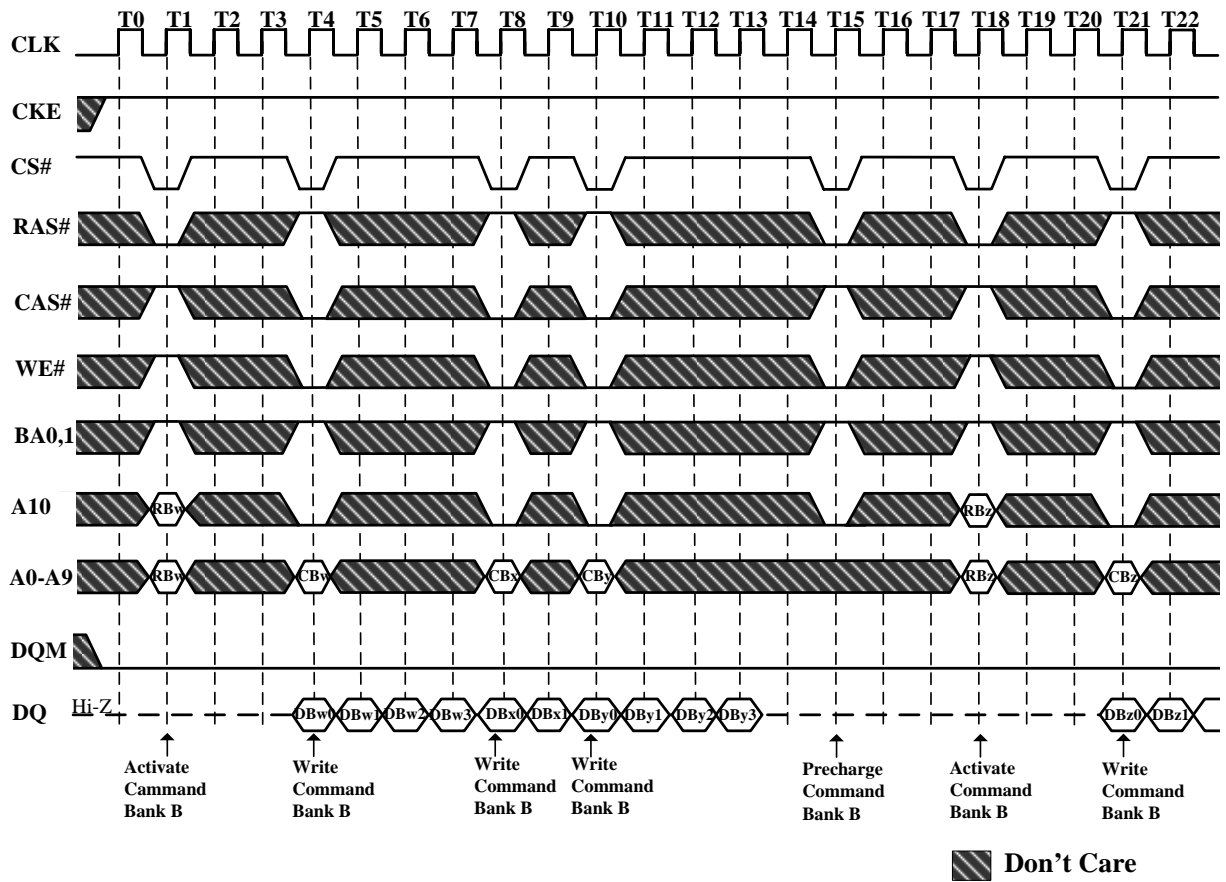 T0 T1 T2 T3 T4 T5 T6 T7 T8 T9 T10 T11 T12 T13 T14 T15 T16 T17 T18 T19 T20 T21 T22
CLK
CKE
CS#
RAS#
CAS#
WE#
BA0,1
A10 RBw RBz
A0-A9 RBw CBw CBx CBy RBz CBz
DQM
DQ Hi-Z DBw0 DBw1 DBw2 DBw3 DBx0 DBx1 DBy0 DBy1 DBy2 DBy3 DBz0 DBz1
Activate
Cammand
Bank B
Write
Command
Bank B
Write
Command
Bank B
Write
Command
Bank B
Precharge
Command
Bank B
Activate
Command
Bank B
Write
Command
Bank B
Don't Care